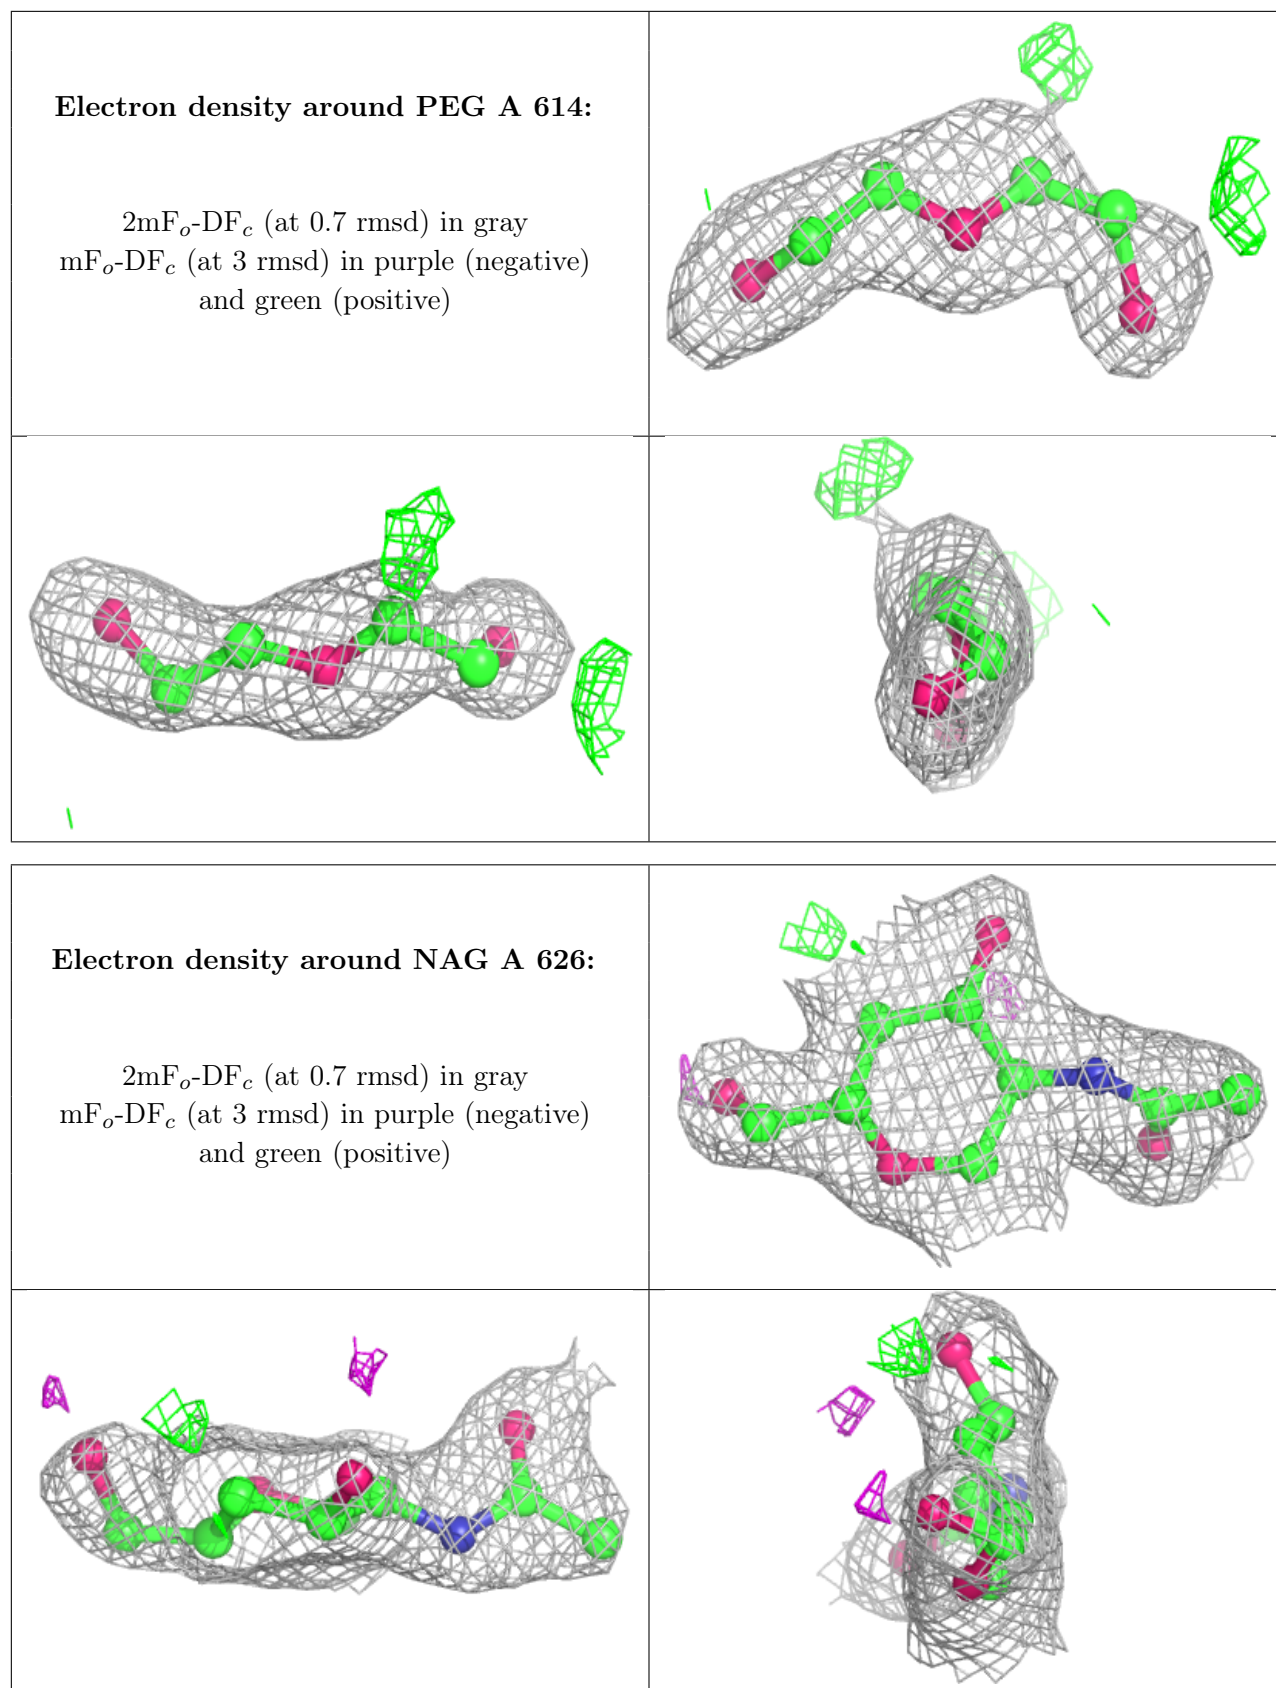 Electron density around PEG A 614:
2mFo-DFc (at 0.7 rmsd) in gray
mFo-DFc (at 3 rmsd) in purple (negative)
and green (positive)
Electron density around NAG A 626:
2mFo-DFc (at 0.7 rmsd) in gray
mFo-DFc (at 3 rmsd) in purple (negative)
and green (positive)